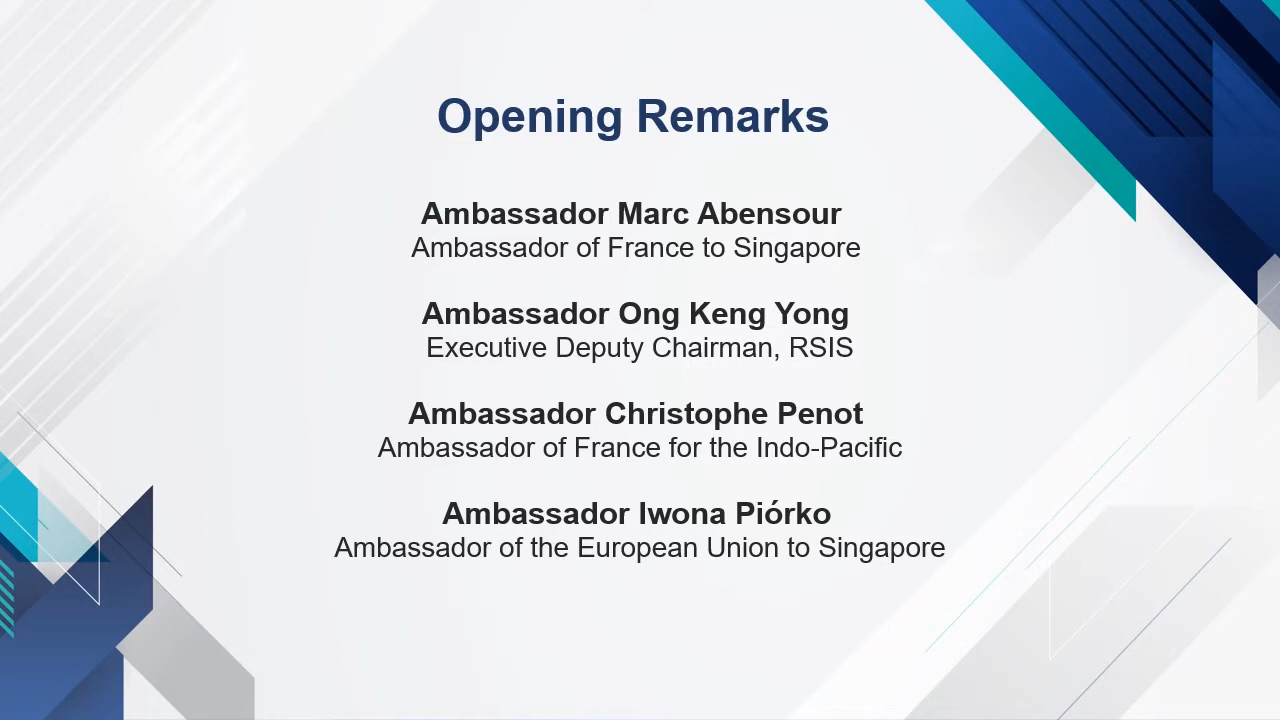 Opening Remarks
Ambassador Marc Abensour
Ambassador of France to Singapore
Ambassador Ong Keng Yong
Executive Deputy Chairman, RSIS
Ambassador Christophe Penot
Ambassador of France for the Indo-Pacific
Ambassador Iwona Piórko
Ambassador of the European Union to Singapore